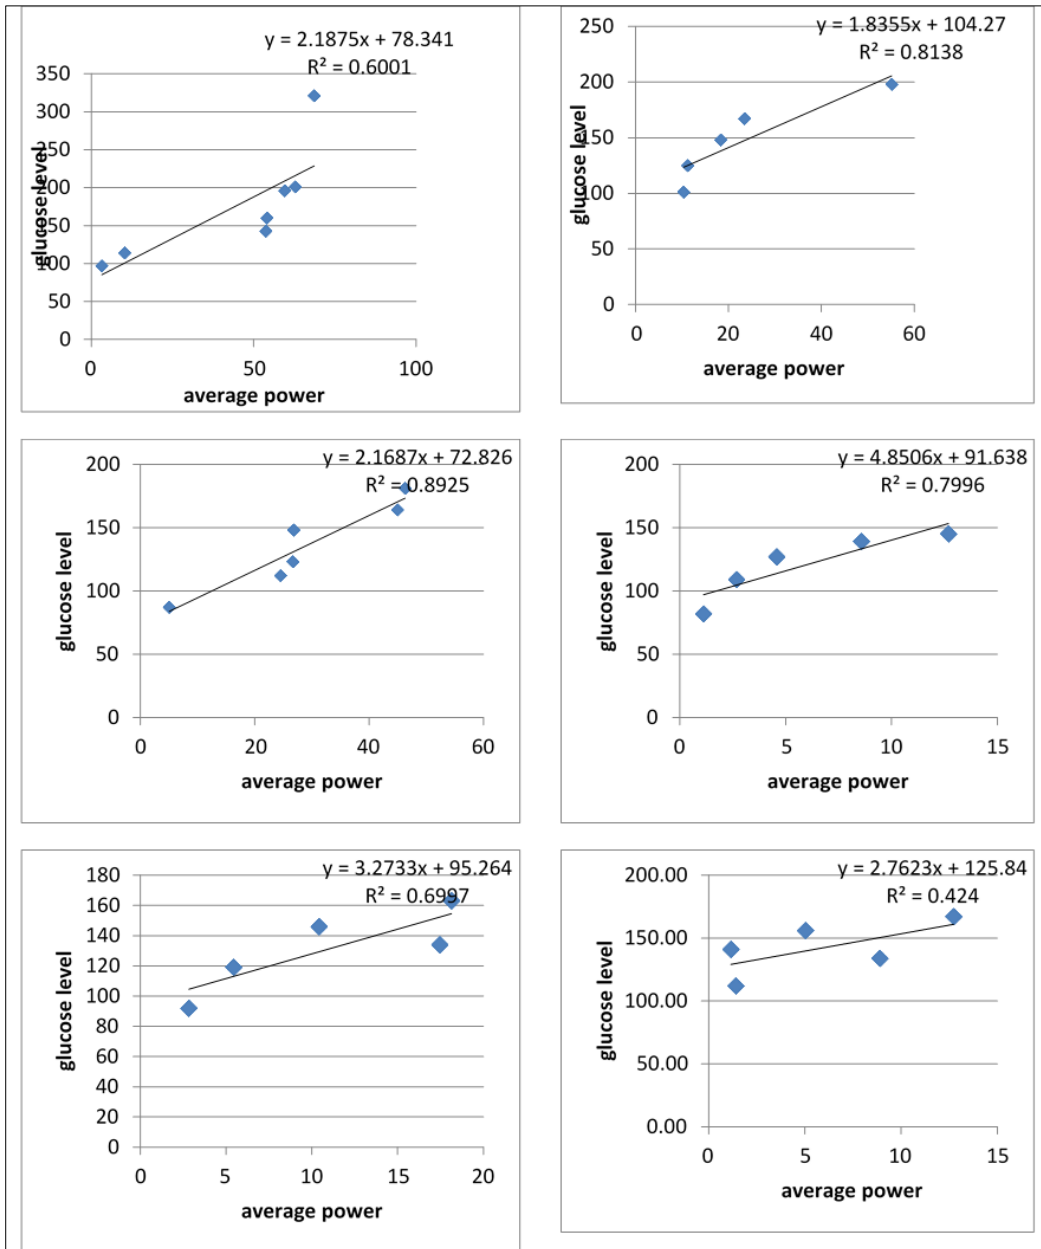 y = 2.1875x + 78.341
R² = 0.6001
350
300
250
200
150
100
50
0
glucose level
0 50 100
average power
y = 1.8355x + 104.27
R² = 0.8138
250
200
150
100
50
0
glucose level
0 20 40 60
average power
y = 2.1687x + 72.826
R² = 0.8925
200
150
100
50
0
glucose level
0 20 40 60
average power
y = 4.8506x + 91.638
R² = 0.7996
200
150
100
50
0
glucose level
0 5 10 15
average power
y = 3.2733x + 95.264
R² = 0.6997
180
160
140
120
100
80
60
40
20
0
glucose level
0 5 10 15 20
average power
y = 2.7623x + 125.84
R² = 0.424
200.00
150.00
100.00
50.00
0.00
glucose level
0 5 10 15
average power